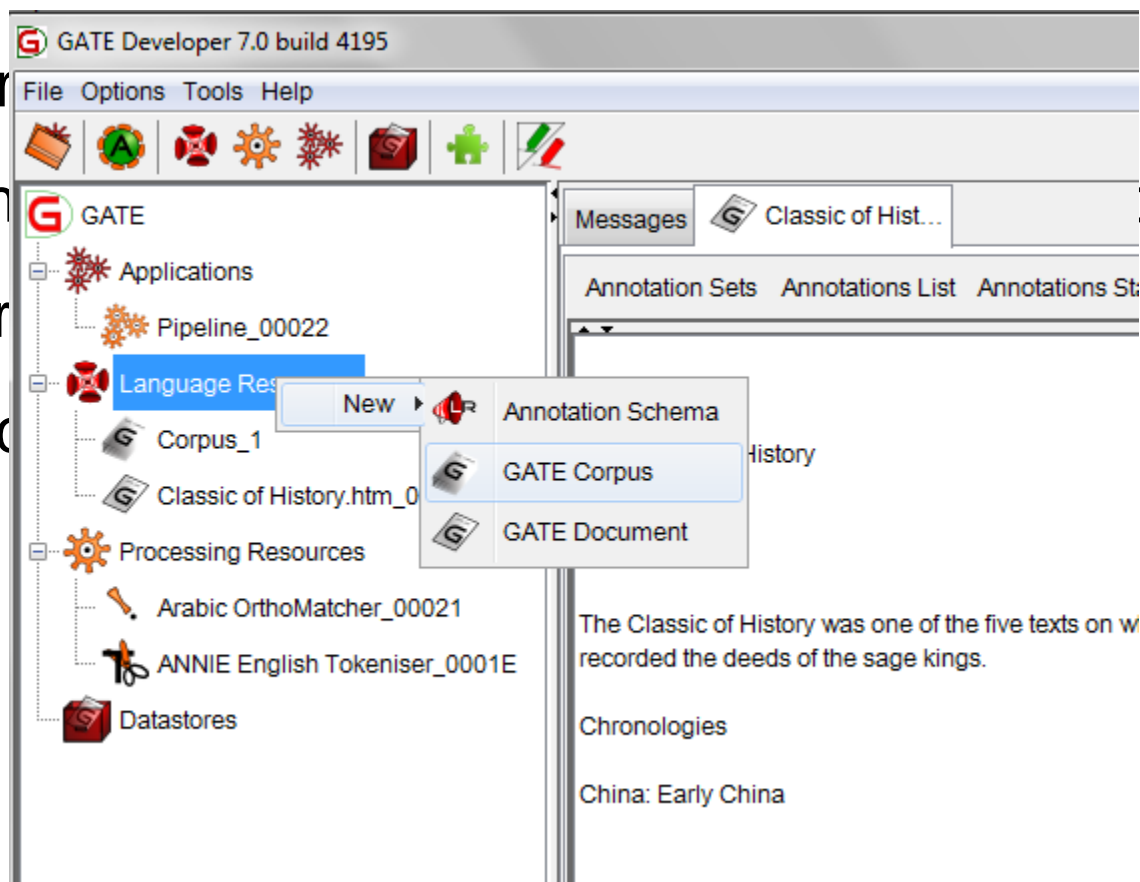 GATE Developer 7.0 build 4195
File Options Tools Help
GATE
Applications
Pipeline_00022
Language Res
New
Corpus_1
Classic of History.htm_0
Processing Resources
Arabic OrthoMatcher_00021
ANNIE English Tokeniser_0001E
Datastores
Annotation Schema
GATE Corpus
GATE Document
Messages
Classic of Hist...
Annotation Sets Annotations List Annotations Sta
History
The Classic of History was one of the five texts on
recorded the deeds of the sage kings.
Chronologies
China: Early China